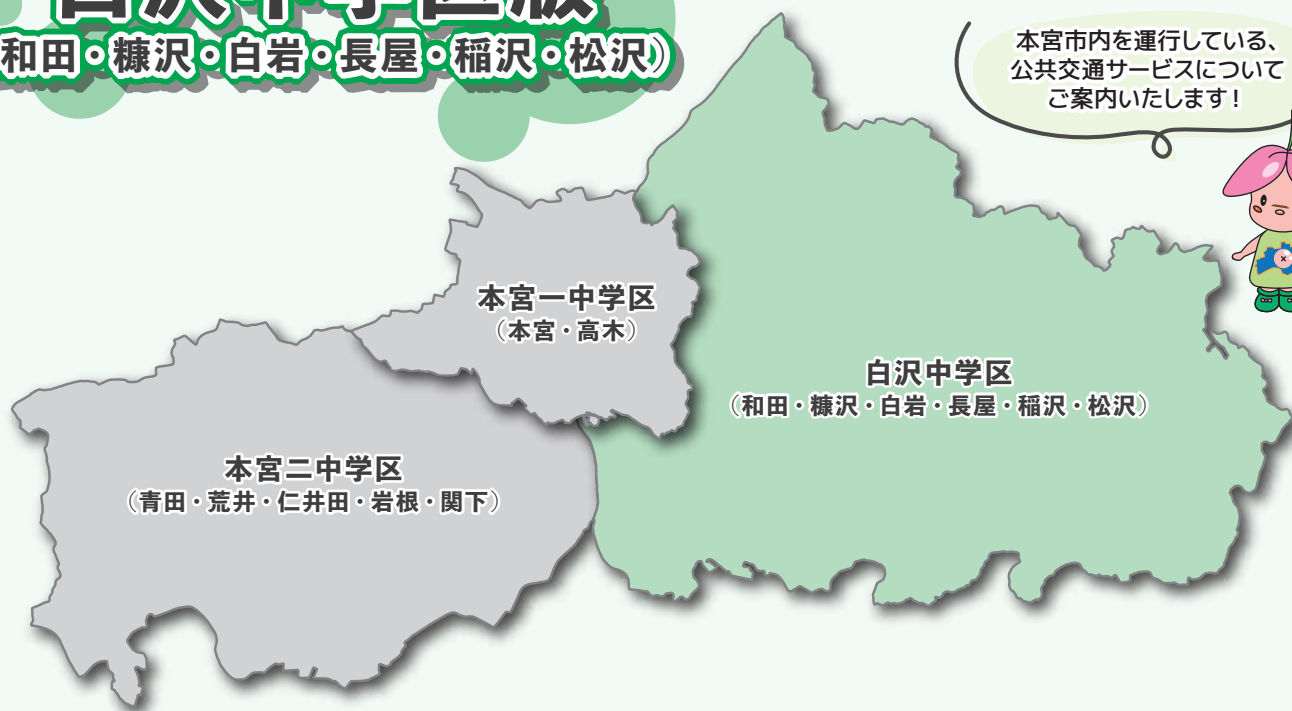 白沢中学区版
和田・糠沢・白岩・長屋・稲沢・松沢）
本宮市内を運行している、
公共交通サービスについて
ご案内いたします！
本宮一中学区
（本宮・高木）
白沢中学区
（和田・糠沢・白岩・長屋・稲沢・松沢）
本宮二中学区
（青田・荒井・仁井田・岩根・関下）